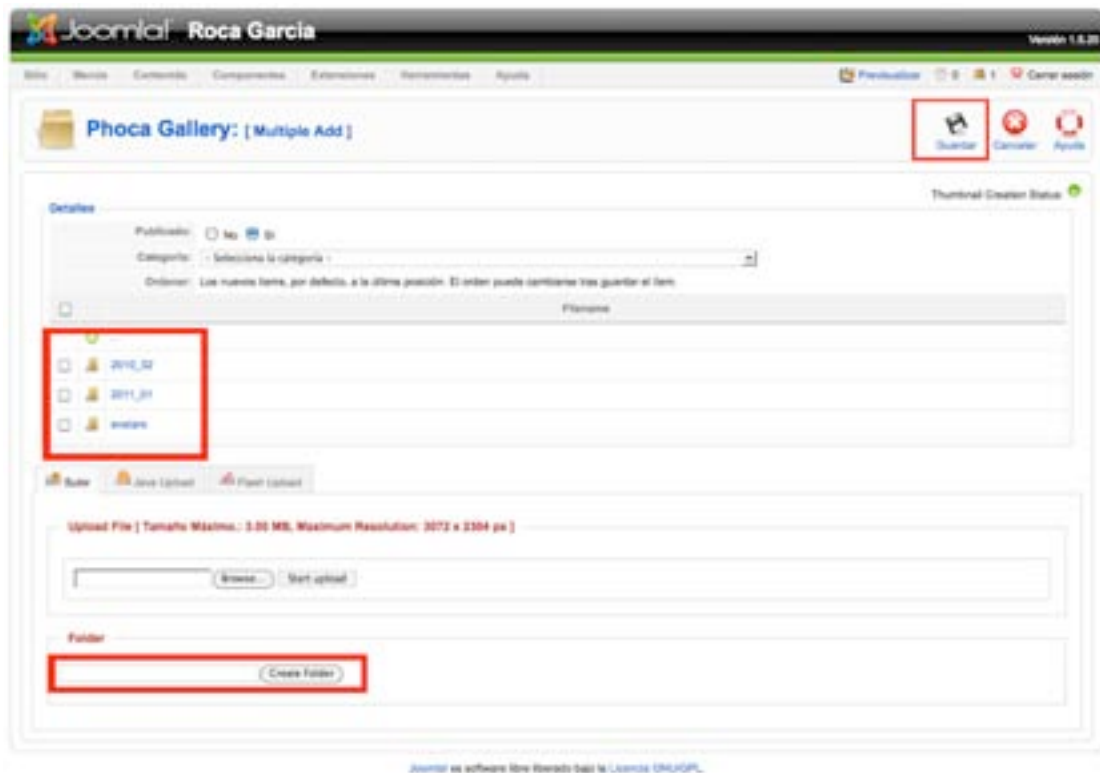 Joomla! Roca Garcia
Versión 1.5.20
Sitio Menús Contenido Componentes Extensiones Herramientas Ayuda Previsualizar 0 1 Cerrar sesión
Phoca Gallery: [ Multiple Add ]
Guardar Cancelar Ayuda
Thumbnail Creation Status
Detalles
Publicado: No Sí
Categoría: - Selecciona la categoría -
Ordenar: Los nuevos items, por defecto, a la última posición. El orden puede cambiarse tras guardar el item.
Filename
2010_02
2011_01
avatars
Subir Java Upload Flash Upload
Upload File [ Tamaño Máximo.: 3.00 MB, Maximum Resolution: 3072 x 2304 px ]
Browse... Start upload
Folder
Create Folder
Joomla! es software libre liberado bajo la Licencia GNU/GPL.